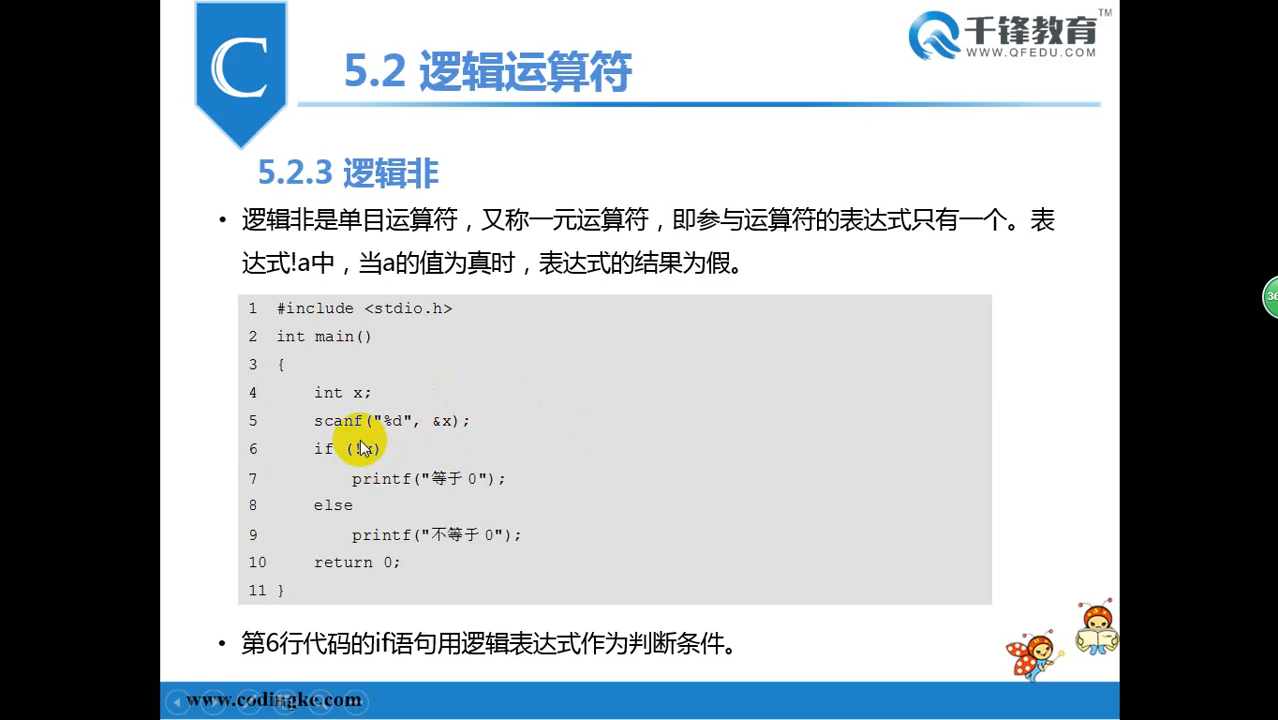 C
5.2 逻辑运算符
千锋教育 TM
WWW.QFEDU.COM
5.2.3 逻辑非
• 逻辑非是单目运算符，又称一元运算符，即参与运算符的表达式只有一个。表
达式!a中，当a的值为真时，表达式的结果为假。
1 #include <stdio.h>
2 int main()
3 {
4 int x;
5 scanf("%d", &x);
6 if (!x)
7 printf("等于0");
8 else
9 printf("不等于0");
10 return 0;
11 }
• 第6行代码的if语句用逻辑表达式作为判断条件。
www.codingke.com